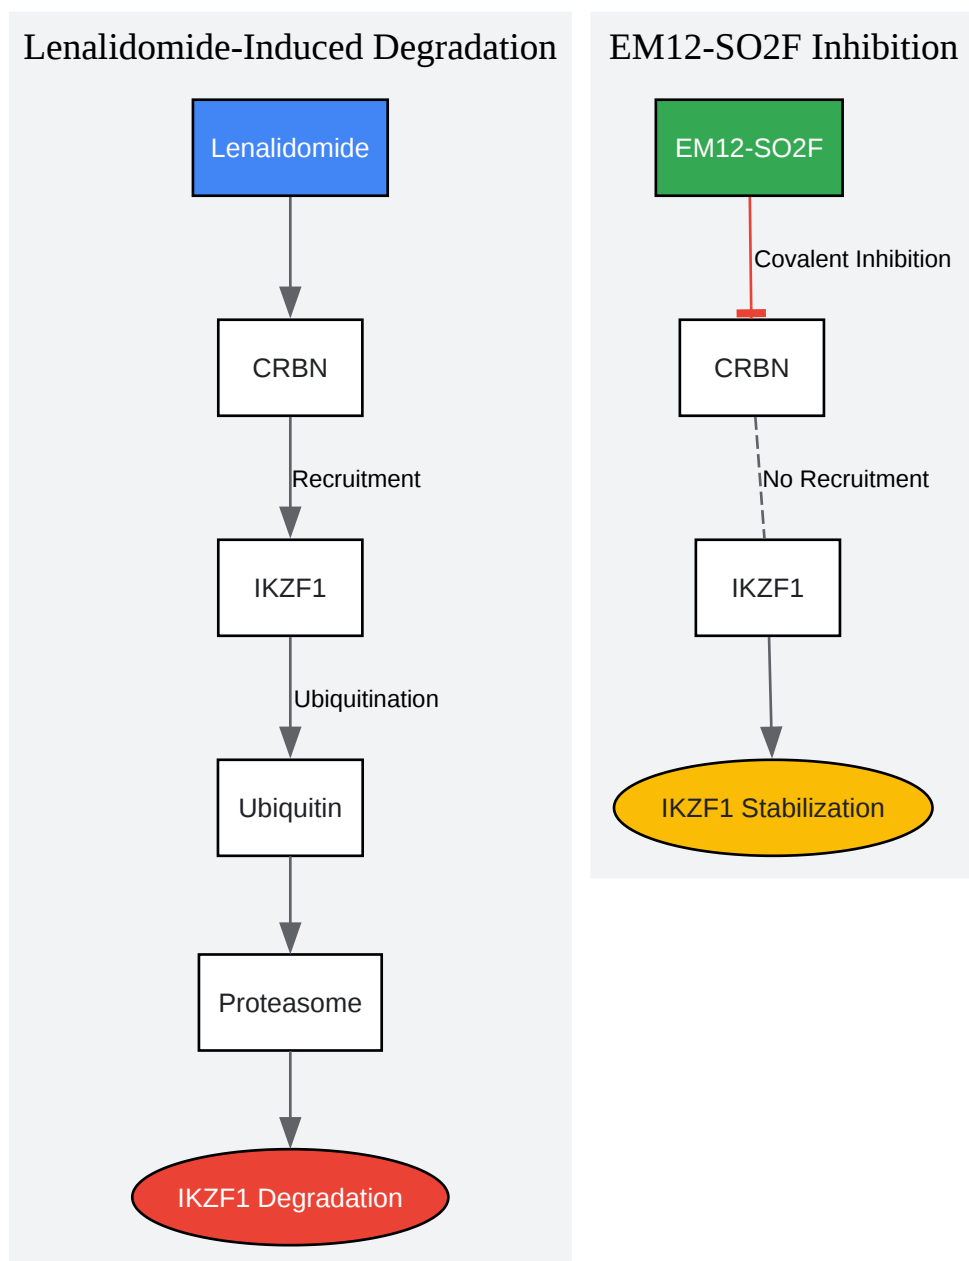 Lenalidomide-Induced Degradation
Lenalidomide
CRBN
Recruitment
IKZF1
Ubiquitination
Ubiquitin
Proteasome
IKZF1 Degradation
EM12-SO2F Inhibition
EM12-SO2F
Covalent Inhibition
CRBN
No Recruitment
IKZF1
IKZF1 Stabilization